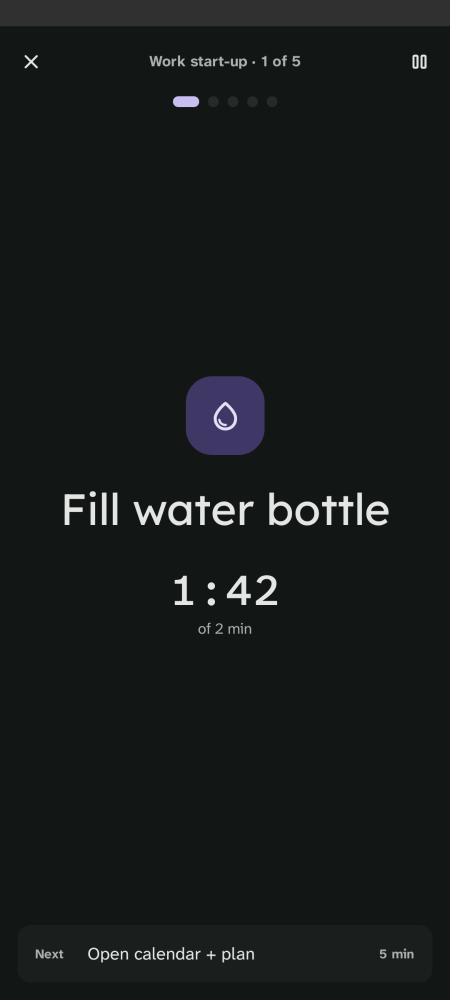 Work start-up · 1 of 5
Fill water bottle
1:42
of 2 min
Next Open calendar + plan 5 min